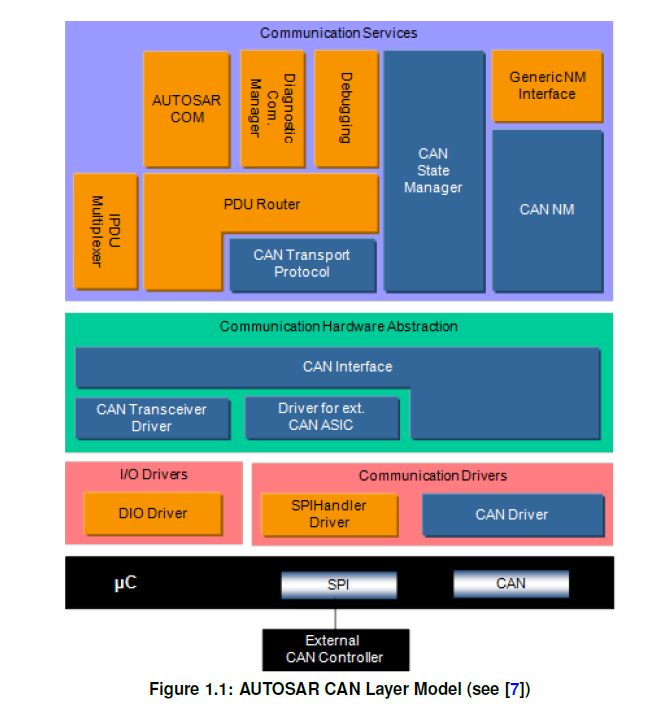 Communication Services
AUTOSAR
COM
Diagnostic
Com.
Manager
Debugging
CAN
State
Manager
Generic NM
Interface
IPDU
Multiplexer
PDU Router
CAN Transport
Protocol
CAN NM
Communication Hardware Abstraction
CAN Interface
CAN Transceiver
Driver
Driver for ext.
CAN ASIC
I/O Drivers
DIO Driver
Communication Drivers
SPIHandler
Driver
CAN Driver
µC
SPI
CAN
External
CAN Controller
Figure 1.1: AUTOSAR CAN Layer Model (see [7])